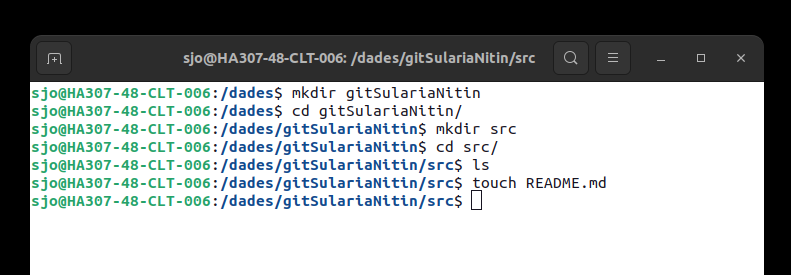 sjo@HA307-48-CLT-006: /dades/gitSulariaNitin/src
sjo@HA307-48-CLT-006:/dades$ mkdir gitSulariaNitin
sjo@HA307-48-CLT-006:/dades$ cd gitSulariaNitin/
sjo@HA307-48-CLT-006:/dades/gitSulariaNitin$ mkdir src
sjo@HA307-48-CLT-006:/dades/gitSulariaNitin$ cd src/
sjo@HA307-48-CLT-006:/dades/gitSulariaNitin/src$ ls
sjo@HA307-48-CLT-006:/dades/gitSulariaNitin/src$ touch README.md
sjo@HA307-48-CLT-006:/dades/gitSulariaNitin/src$